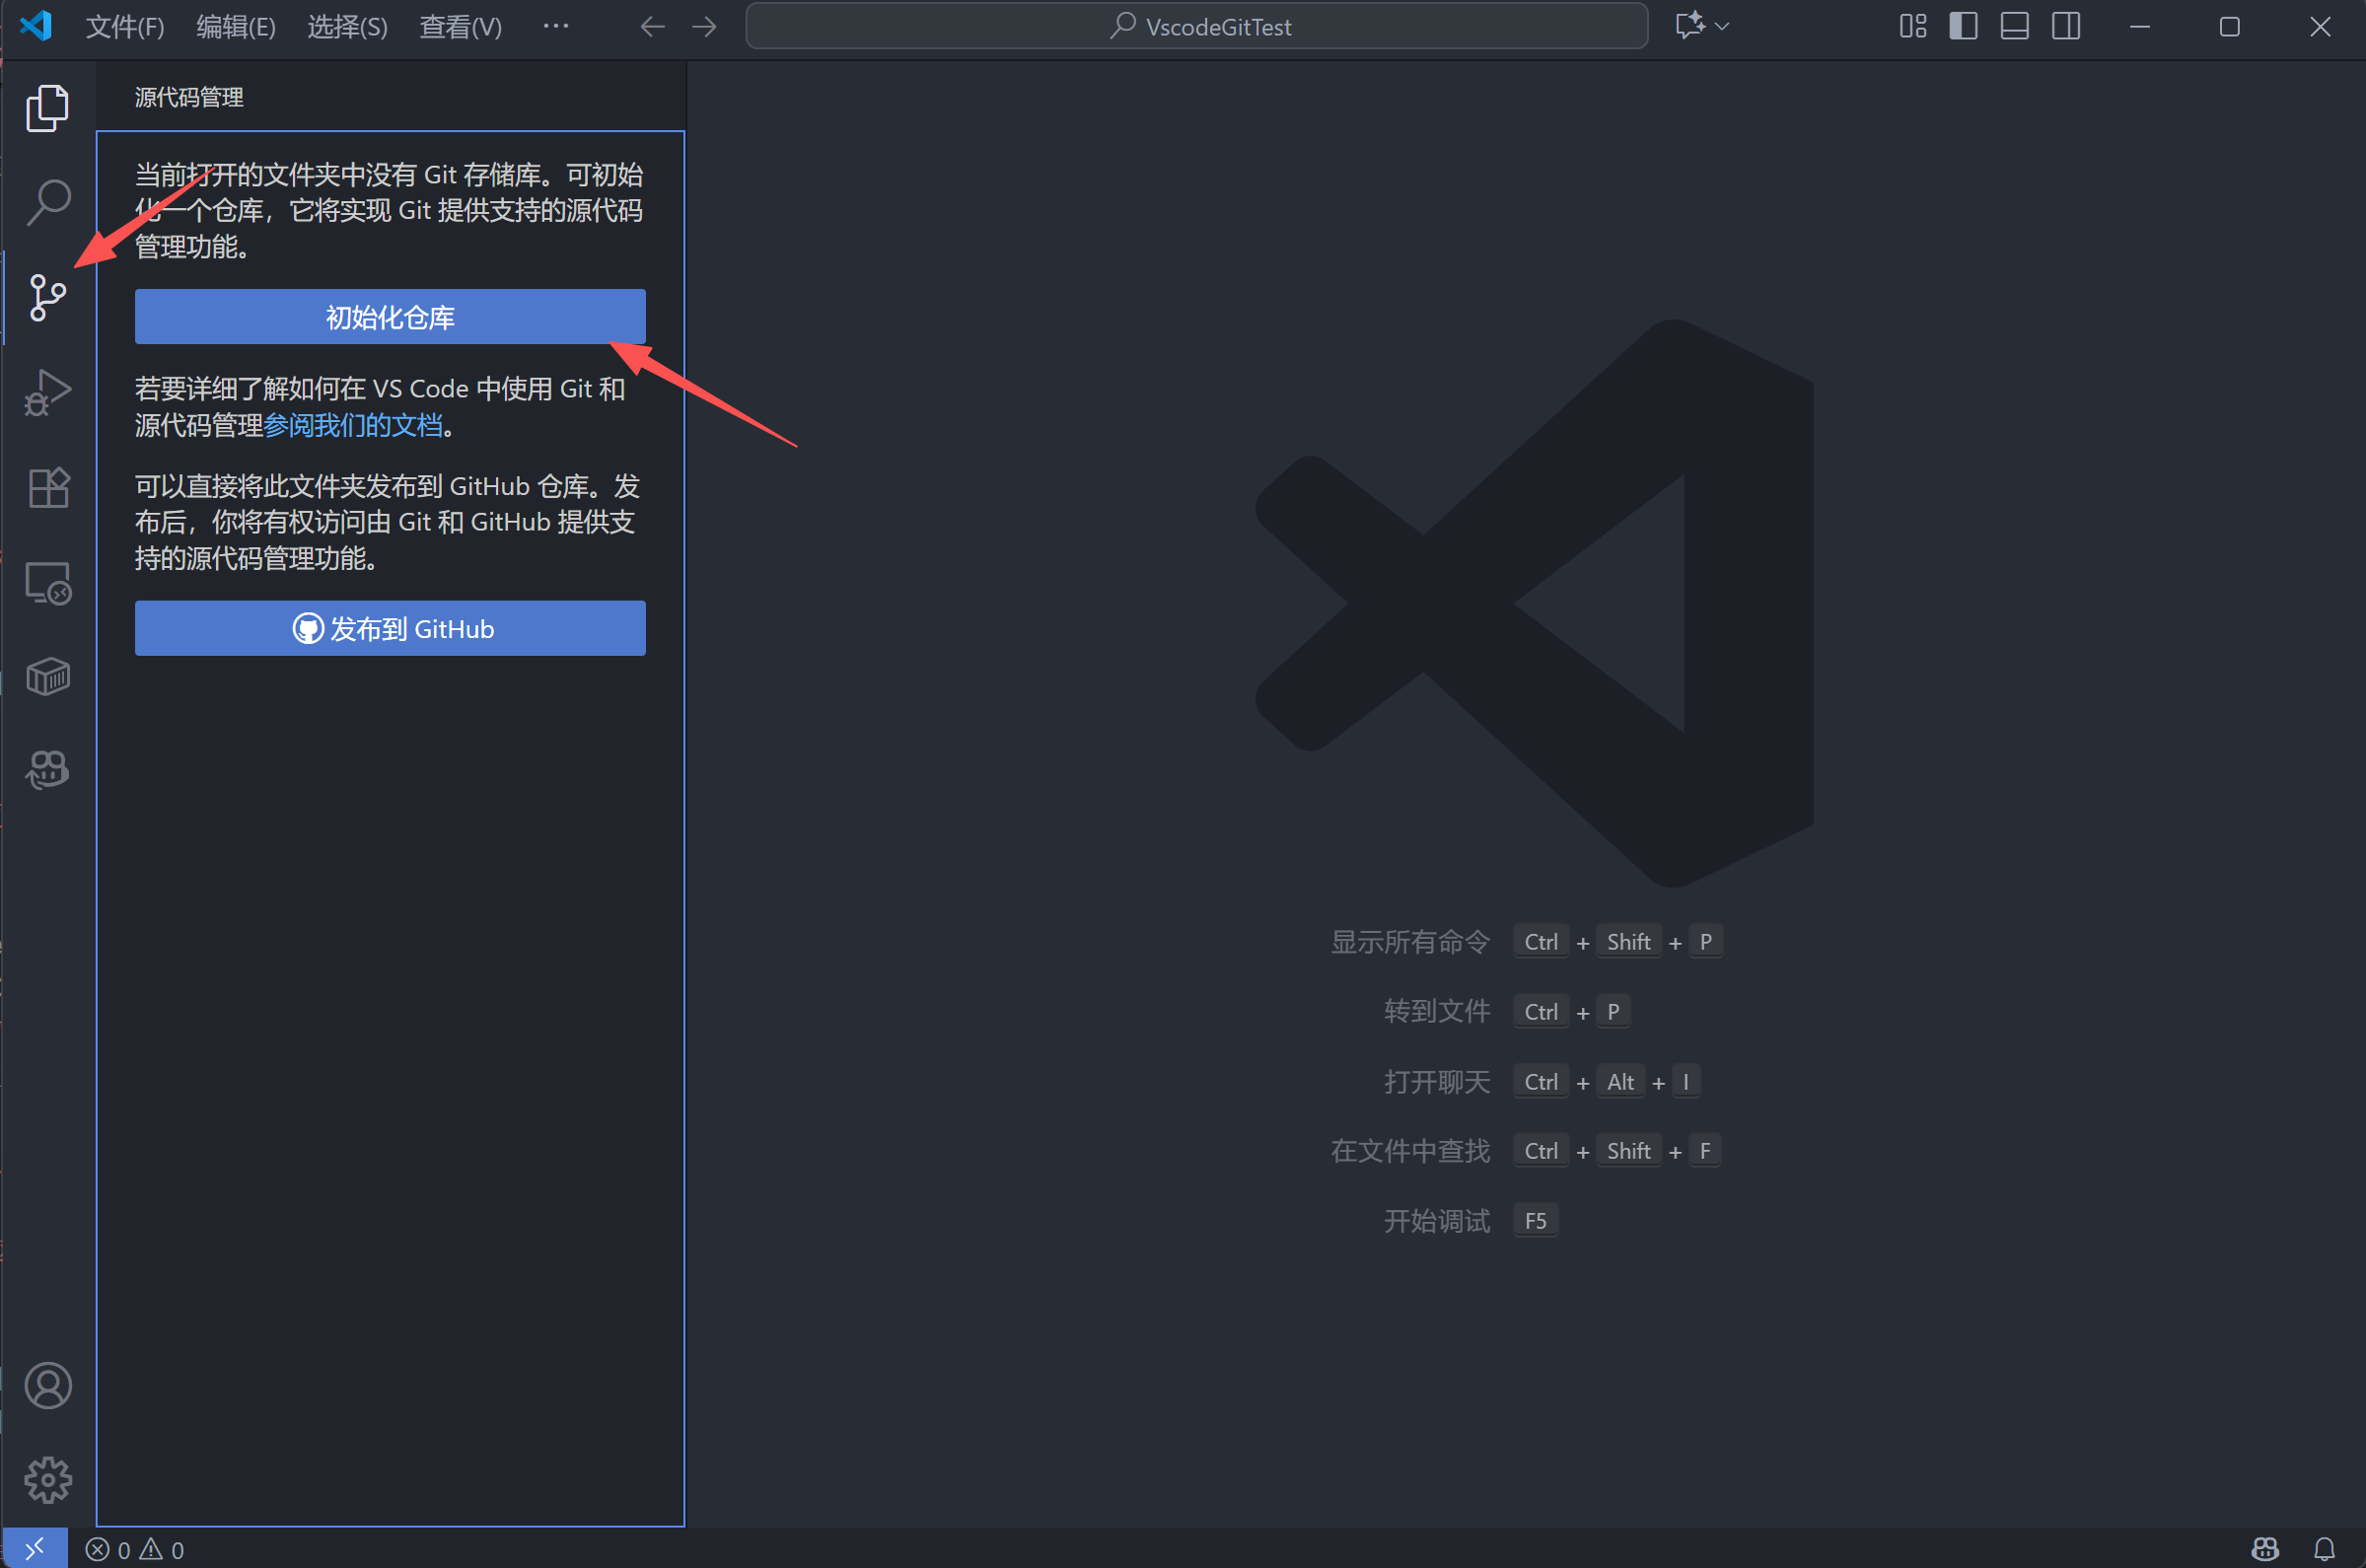 文件(F) 编辑(E) 选择(S) 查看(V) ··· VscodeGitTest
源代码管理
当前打开的文件夹中没有 Git 存储库。可初始
化一个仓库，它将实现 Git 提供支持的源代码
管理功能。
初始化仓库
若要详细了解如何在 VS Code 中使用 Git 和
源代码管理参阅我们的文档。
可以直接将此文件夹发布到 GitHub 仓库。发
布后，你将有权访问由 Git 和 GitHub 提供支
持的源代码管理功能。
发布到 GitHub
显示所有命令 Ctrl + Shift + P
转到文件 Ctrl + P
打开聊天 Ctrl + Alt + I
在文件中查找 Ctrl + Shift + F
开始调试 F5
0 0